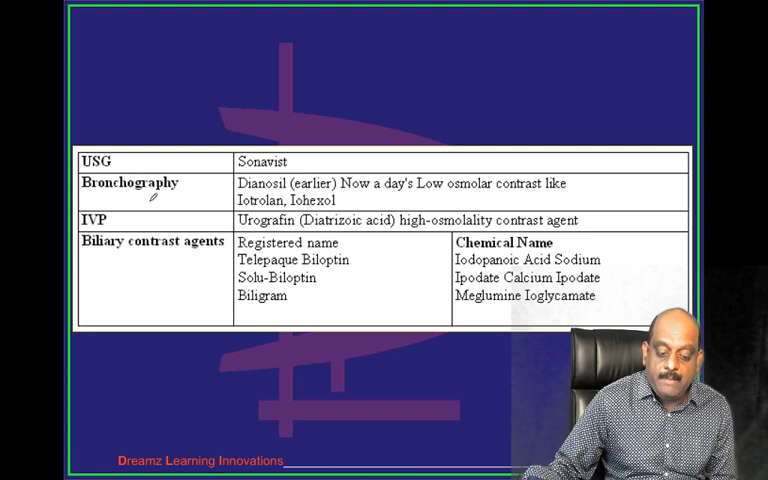 USG Sonavist
Bronchography Dianosil (earlier) Now a day's Low osmolar contrast like
Iotrolan, Iohexol
IVP Urografin (Diatrizoic acid) high-osmolality contrast agent
Biliary contrast agents Registered name Chemical Name
Telepaque Biloptin Iodopanoic Acid Sodium
Solu-Biloptin Ipodate Calcium Ipodate
Biligram Meglumine Ioglycamate
Dreamz Learning Innovations